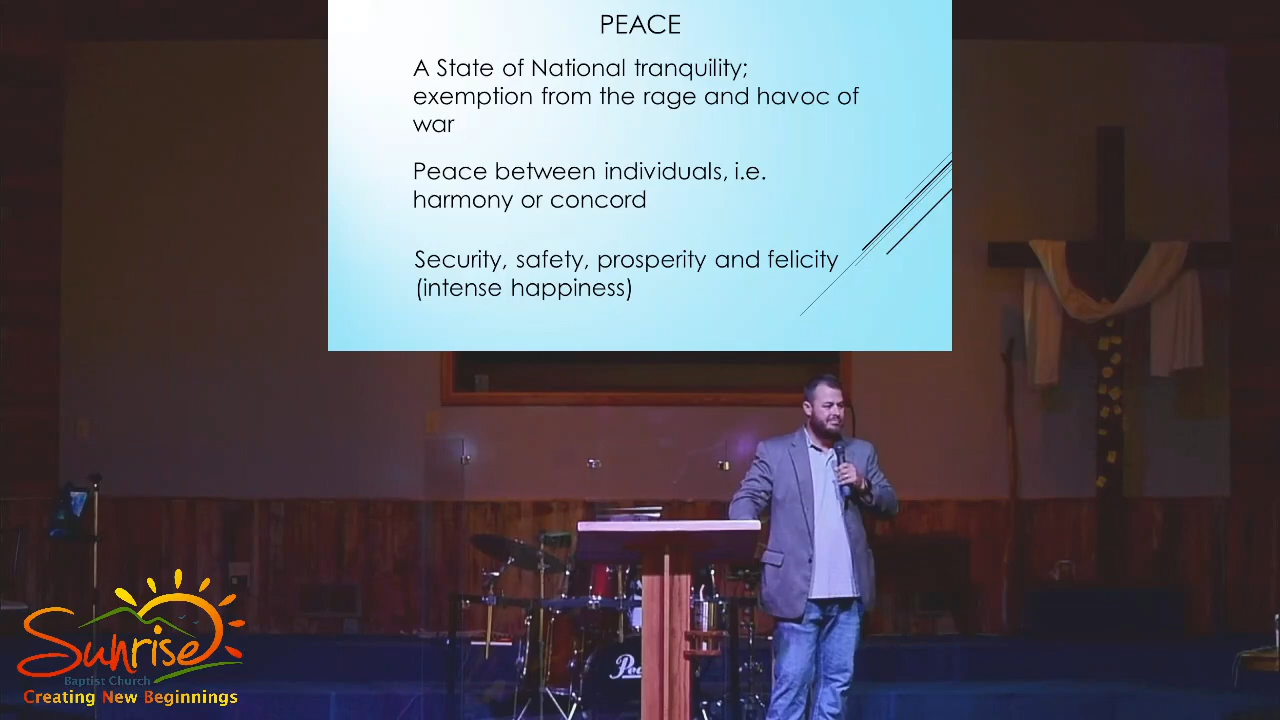 PEACE
A State of National tranquility;
exemption from the rage and havoc of
war
Peace between individuals, i.e.
harmony or concord
Security, safety, prosperity and felicity
(intense happiness)
Sunrise
Baptist Church
Creating New Beginnings